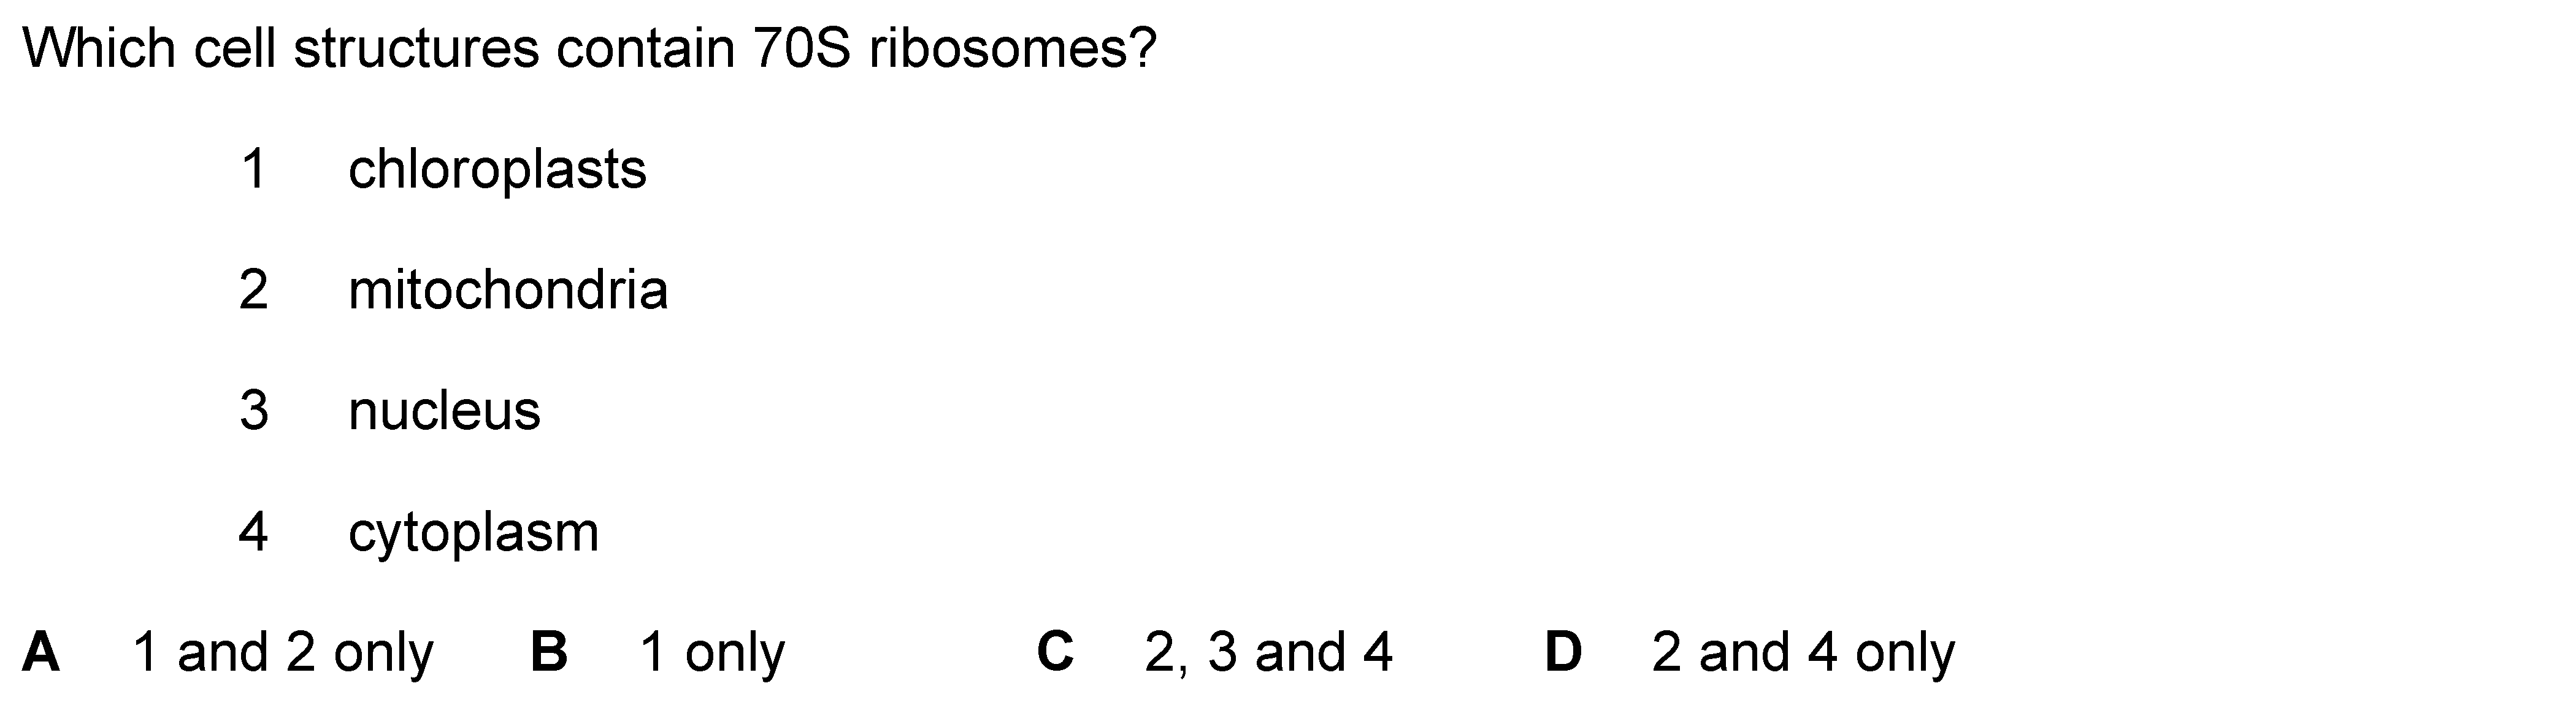 Which cell structures contain 70S ribosomes?
1 chloroplasts
2 mitochondria
3 nucleus
4 cytoplasm
A 1 and 2 only B 1 only C 2, 3 and 4 D 2 and 4 only